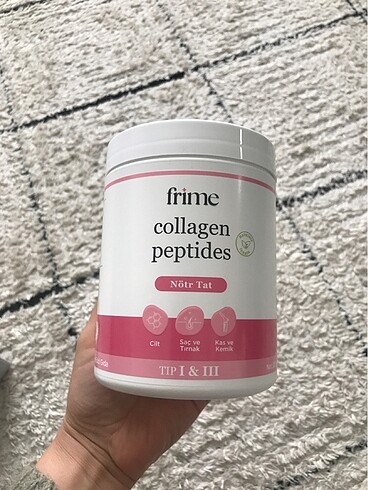 frime
collagen
peptides
Nötr Tat
Cilt
Saç ve
Tırnak
Kas ve
Kemik
TIP I & III